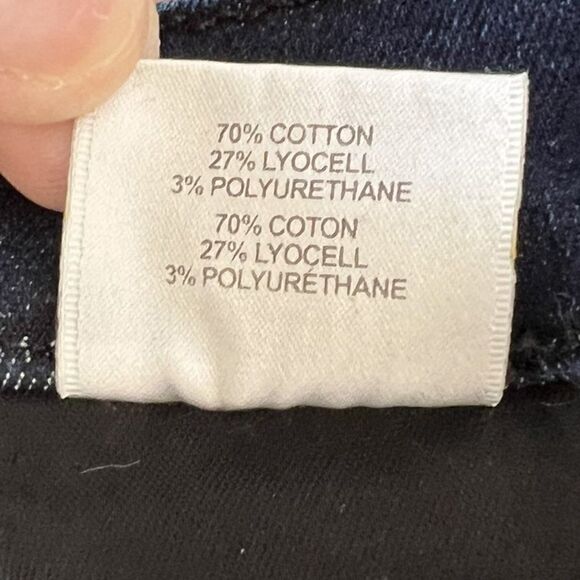 70% COTTON
27% LYOCELL
3% POLYURETHANE
70% COTON
27% LYOCELL
3% POLYURÉTHANE